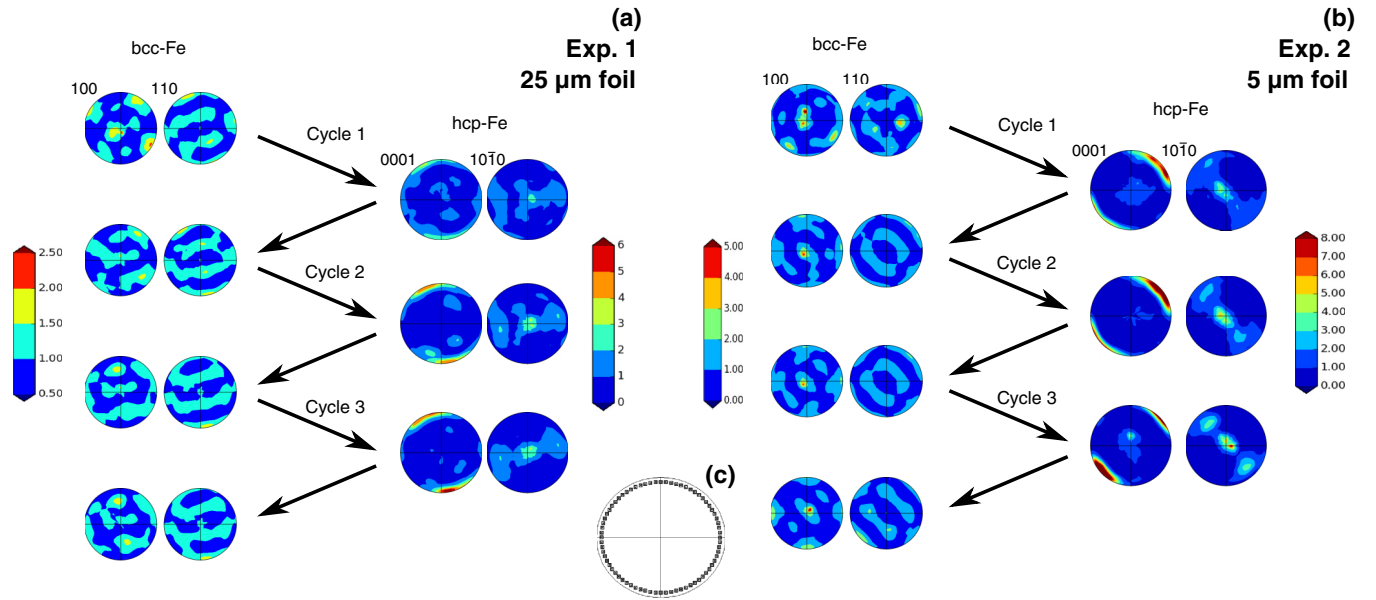 (a)
Exp. 1
25 µm foil
bcc-Fe
100 110
Cycle 1
hcp-Fe
0001 101̅0
Cycle 2
Cycle 3
2.50
2.00
1.50
1.00
0.50
6
5
4
3
2
1
0
(c)
(b)
Exp. 2
5 µm foil
bcc-Fe
100 110
Cycle 1
hcp-Fe
0001 101̅0
Cycle 2
Cycle 3
5.00
4.00
3.00
2.00
1.00
0.00
8.00
7.00
6.00
5.00
4.00
3.00
2.00
1.00
0.00